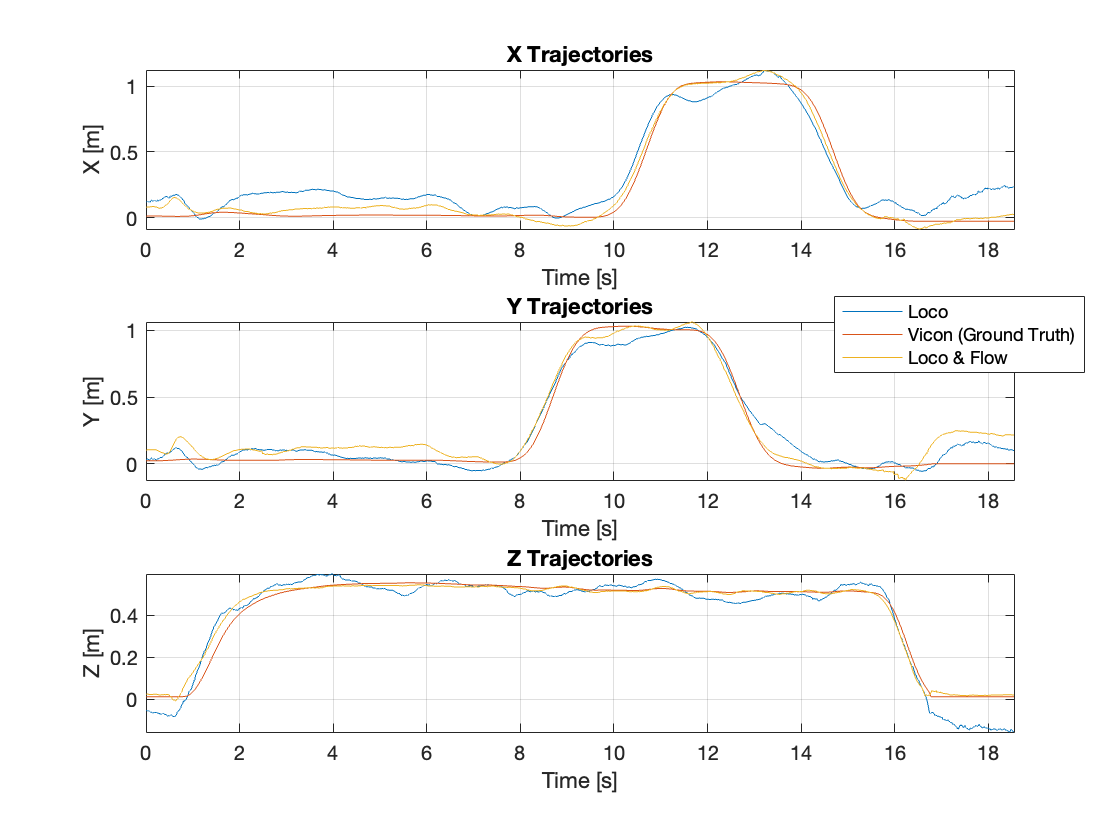 X Trajectories
1
0.5
0
X [m]
0 2 4 6 8 10 12 14 16 18
Time [s]
Y Trajectories
1
0.5
0
Y [m]
0 2 4 6 8 10 12 14 16 18
Time [s]
Loco
Vicon (Ground Truth)
Loco & Flow
Z Trajectories
0.4
0.2
0
Z [m]
0 2 4 6 8 10 12 14 16 18
Time [s]